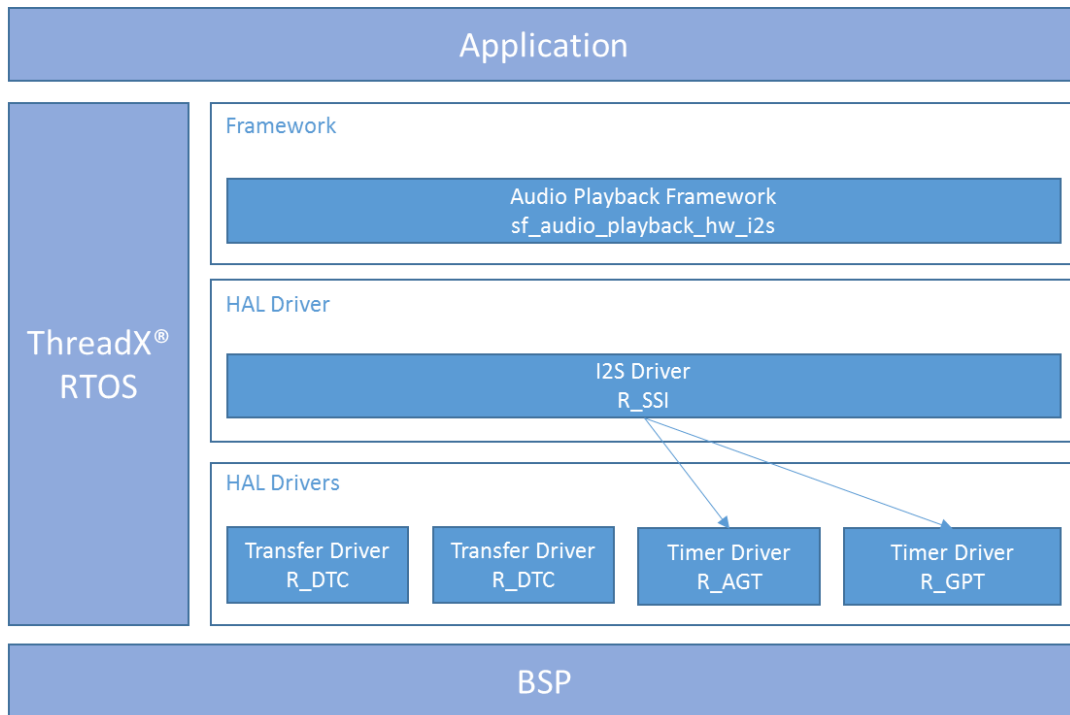 Application
ThreadX®
RTOS
Framework
Audio Playback Framework
sf_audio_playback_hw_i2s
HAL Driver
I2S Driver
R_SSI
HAL Drivers
Transfer Driver
R_DTC
Transfer Driver
R_DTC
Timer Driver
R_AGT
Timer Driver
R_GPT
BSP